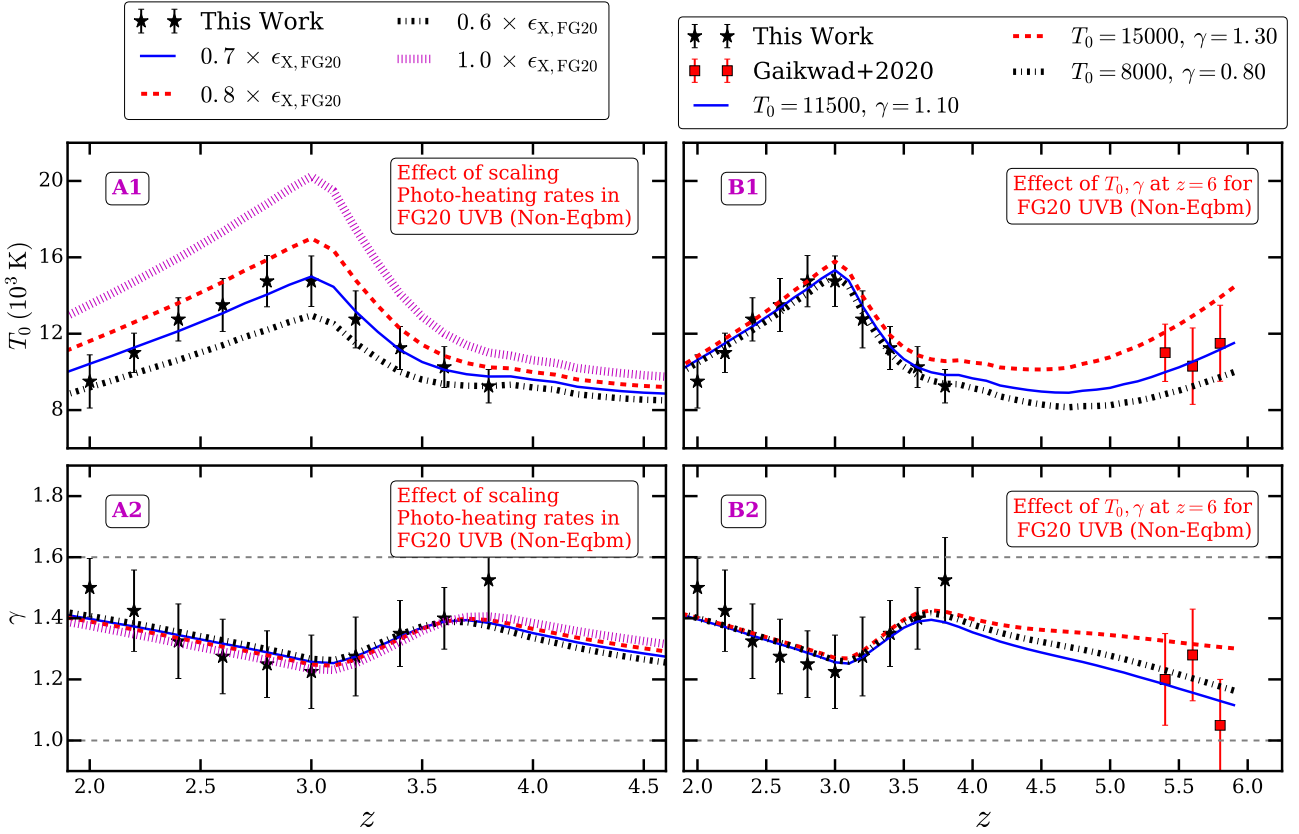 This Work
0.7 × ϵX,FG20
0.8 × ϵX,FG20
0.6 × ϵX,FG20
1.0 × ϵX,FG20
This Work
Gaikwad+2020
T0 = 11500, γ = 1.10
T0 = 15000, γ = 1.30
T0 = 8000, γ = 0.80
A1
Effect of scaling
Photo-heating rates in
FG20 UVB (Non-Eqbm)
T0 (10³ K)
20
16
12
8
B1
Effect of T0, γ at z = 6 for
FG20 UVB (Non-Eqbm)
A2
Effect of scaling
Photo-heating rates in
FG20 UVB (Non-Eqbm)
γ
1.8
1.6
1.4
1.2
1.0
2.0 2.5 3.0 3.5 4.0 4.5
z
B2
Effect of T0, γ at z = 6 for
FG20 UVB (Non-Eqbm)
2.0 2.5 3.0 3.5 4.0 4.5 5.0 5.5 6.0
z